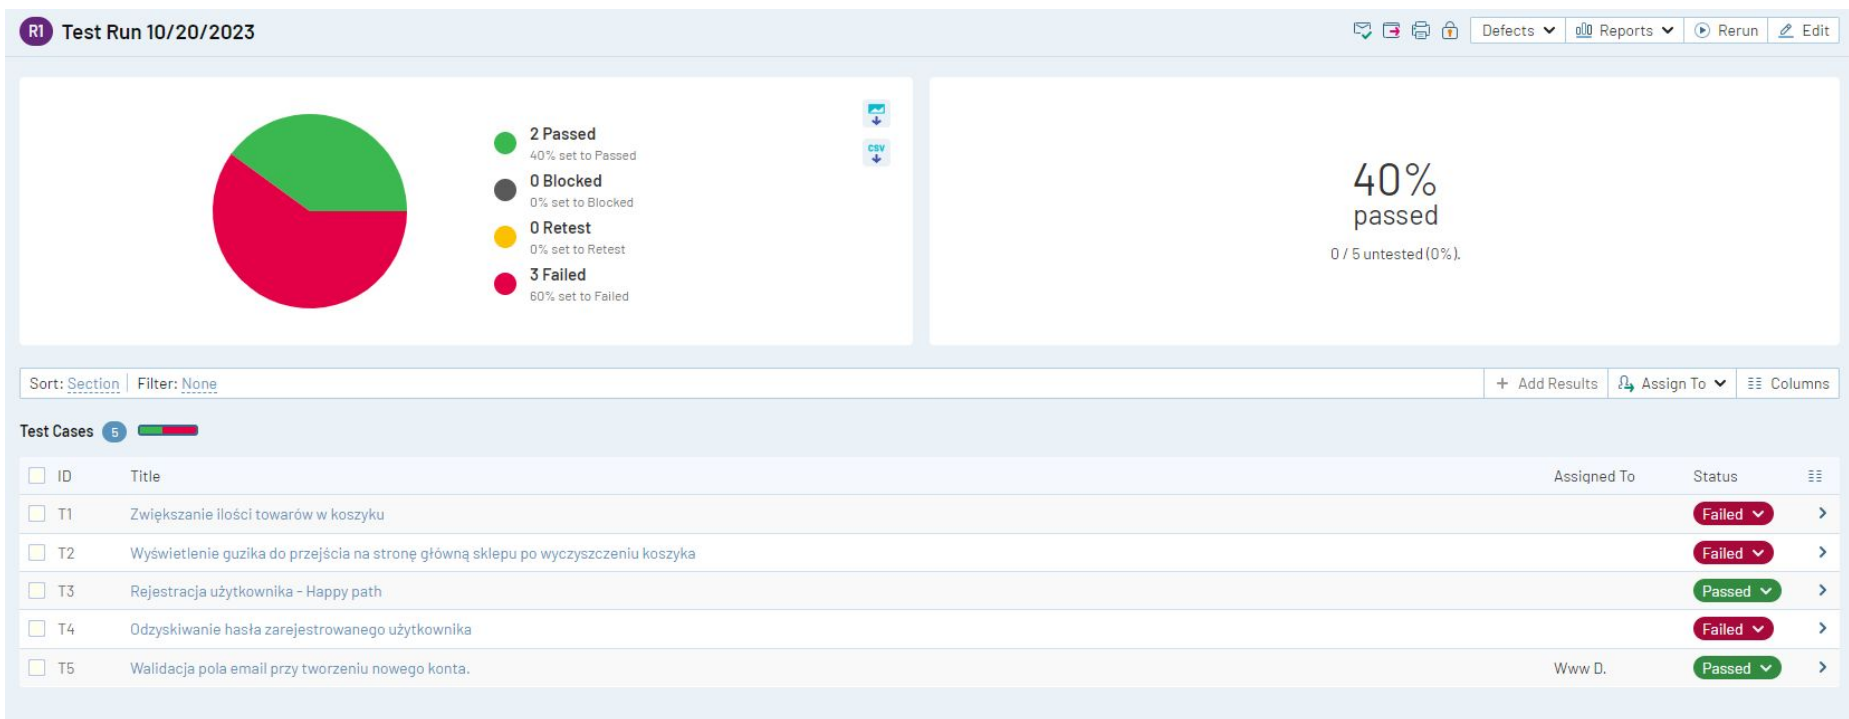 R1 Test Run 10/20/2023
Defects Reports Rerun Edit
2 Passed
40% set to Passed
0 Blocked
0% set to Blocked
0 Retest
0% set to Retest
3 Failed
60% set to Failed
CSV
40%
passed
0 / 5 untested (0%).
Sort: Section Filter: None + Add Results Assign To Columns
Test Cases 5
ID Title Assigned To Status
T1 Zwiększanie ilości towarów w koszyku Failed
T2 Wyświetlenie guzika do przejścia na stronę główną sklepu po wyczyszczeniu koszyka Failed
T3 Rejestracja użytkownika - Happy path Passed
T4 Odzyskiwanie hasła zarejestrowanego użytkownika Failed
T5 Walidacja pola email przy tworzeniu nowego konta. Www D. Passed